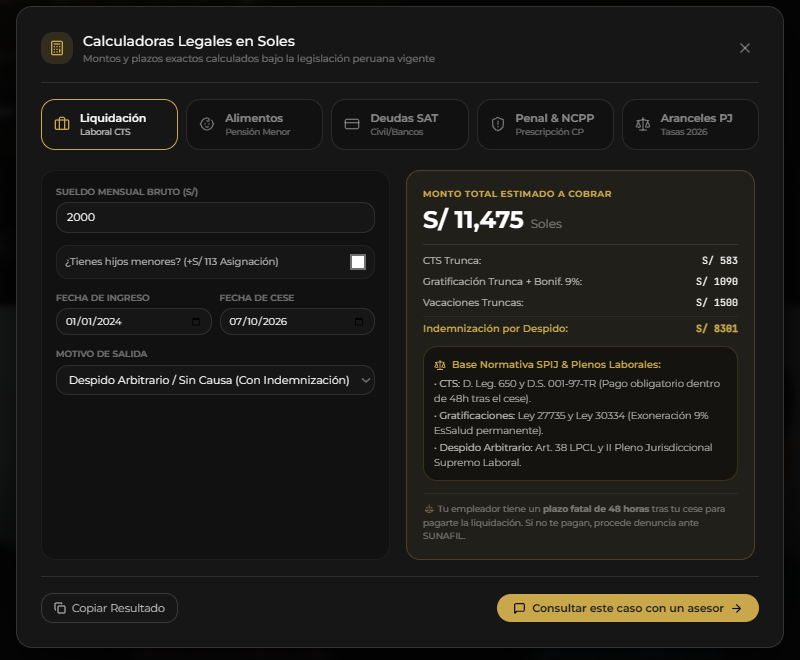 Calculadoras Legales en Soles
Montos y plazos exactos calculados bajo la legislación peruana vigente
Liquidación
Laboral CTS
Alimentos
Pensión Menor
Deudas SAT
Civil/Bancos
Penal & NCPP
Prescripción CP
Aranceles PJ
Tasas 2026
SUELDO MENSUAL BRUTO (S/)
2000
¿Tienes hijos menores? (+S/ 113 Asignación)
FECHA DE INGRESO
01/01/2024
FECHA DE CESE
07/10/2026
MOTIVO DE SALIDA
Despido Arbitrario / Sin Causa (Con Indemnización)
MONTO TOTAL ESTIMADO A COBRAR
S/ 11,475 Soles
CTS Trunca: S/ 583
Gratificación Trunca + Bonif. 9%: S/ 1090
Vacaciones Truncas: S/ 1500
Indemnización por Despido: S/ 8301
Base Normativa SPIJ & Plenos Laborales:
• CTS: D. Leg. 650 y D.S. 001-97-TR (Pago obligatorio dentro
de 48h tras el cese).
• Gratificaciones: Ley 27735 y Ley 30334 (Exoneración 9%
EsSalud permanente).
• Despido Arbitrario: Art. 38 LPCL y II Pleno Jurisdiccional
Supremo Laboral.
Tu empleador tiene un plazo fatal de 48 horas tras tu cese para
pagarte la liquidación. Si no te pagan, procede denuncia ante
SUNAFIL.
Copiar Resultado
Consultar este caso con un asesor →